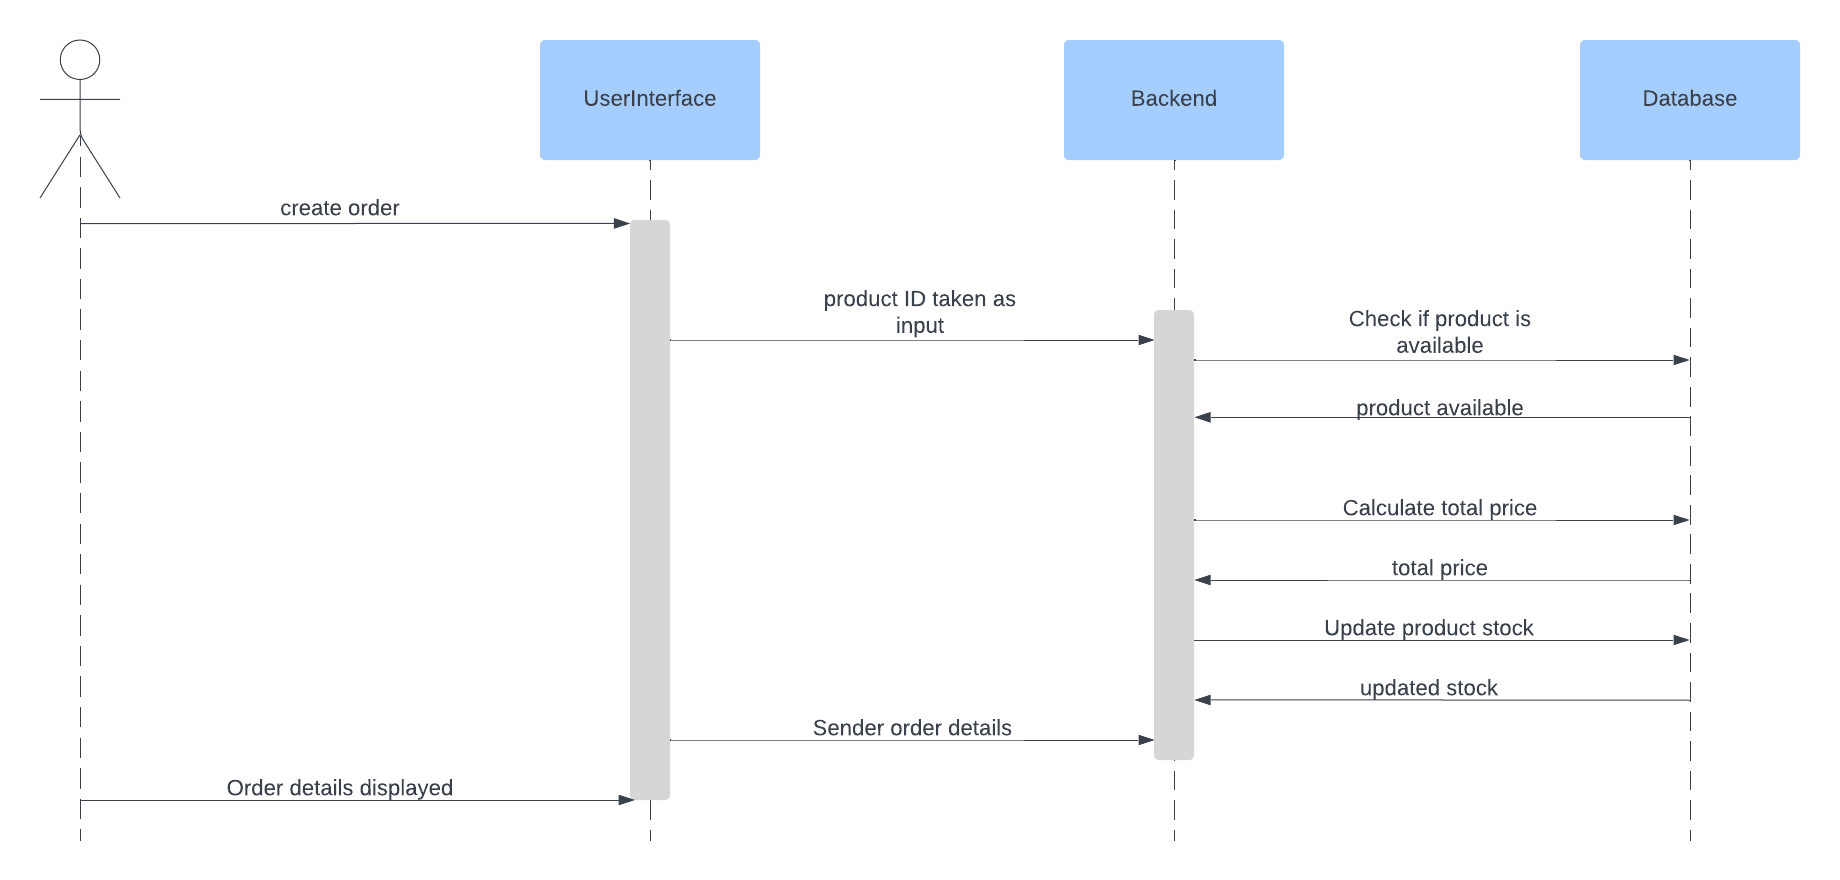 UserInterface
Backend
Database
create order
product ID taken as
input
Check if product is
available
product available
Calculate total price
total price
Update product stock
updated stock
Sender order details
Order details displayed